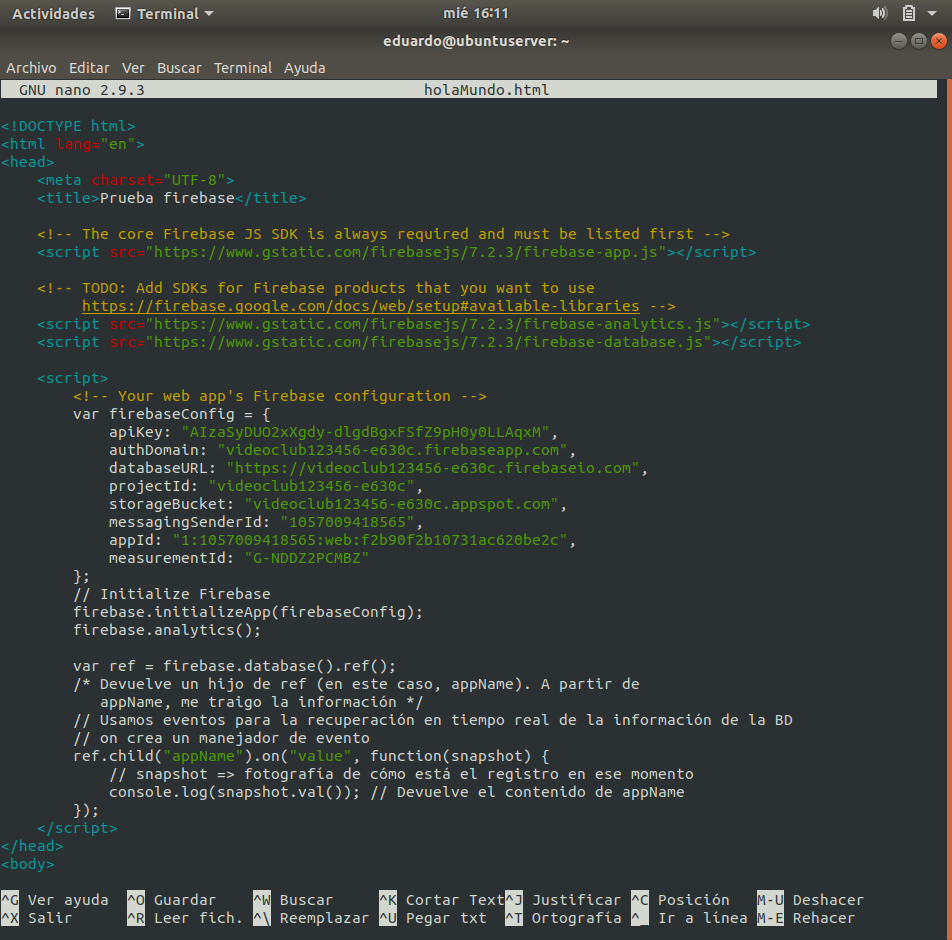 Actividades Terminal mié 16:11
eduardo@ubuntuserver: ~
Archivo Editar Ver Buscar Terminal Ayuda
GNU nano 2.9.3 holaMundo.html
<!DOCTYPE html>
<html lang="en">
<head>
    <meta charset="UTF-8">
    <title>Prueba firebase</title>
    <!-- The core Firebase JS SDK is always required and must be listed first -->
    <script src="https://www.gstatic.com/firebasejs/7.2.3/firebase-app.js"></script>
    <!-- TODO: Add SDKs for Firebase products that you want to use
         https://firebase.google.com/docs/web/setup#available-libraries -->
    <script src="https://www.gstatic.com/firebasejs/7.2.3/firebase-analytics.js"></script>
    <script src="https://www.gstatic.com/firebasejs/7.2.3/firebase-database.js"></script>
    <script>
        <!-- Your web app's Firebase configuration -->
        var firebaseConfig = {
            apiKey: "AIzaSyDUO2xXgdy-dlgdBgxFSfZ9pH0y0LLAqxM",
            authDomain: "videoclub123456-e630c.firebaseapp.com",
            databaseURL: "https://videoclub123456-e630c.firebaseio.com",
            projectId: "videoclub123456-e630c",
            storageBucket: "videoclub123456-e630c.appspot.com",
            messagingSenderId: "1057009418565",
            appId: "1:1057009418565:web:f2b90f2b10731ac620be2c",
            measurementId: "G-NDDZ2PCMBZ"
        };
        // Initialize Firebase
        firebase.initializeApp(firebaseConfig);
        firebase.analytics();
        var ref = firebase.database().ref();
        /* Devuelve un hijo de ref (en este caso, appName). A partir de
           appName, me traigo la información */
        // Usamos eventos para la recuperación en tiempo real de la información de la BD
        // on crea un manejador de evento
        ref.child("appName").on("value", function(snapshot) {
            // snapshot => fotografía de cómo está el registro en ese momento
            console.log(snapshot.val()); // Devuelve el contenido de appName
        });
    </script>
</head>
<body>
^G Ver ayuda ^O Guardar ^W Buscar ^K Cortar Text ^J Justificar ^C Posición M-U Deshacer
^X Salir ^R Leer fich. ^\ Reemplazar ^U Pegar txt ^T Ortografía ^_ Ir a línea M-E Rehacer